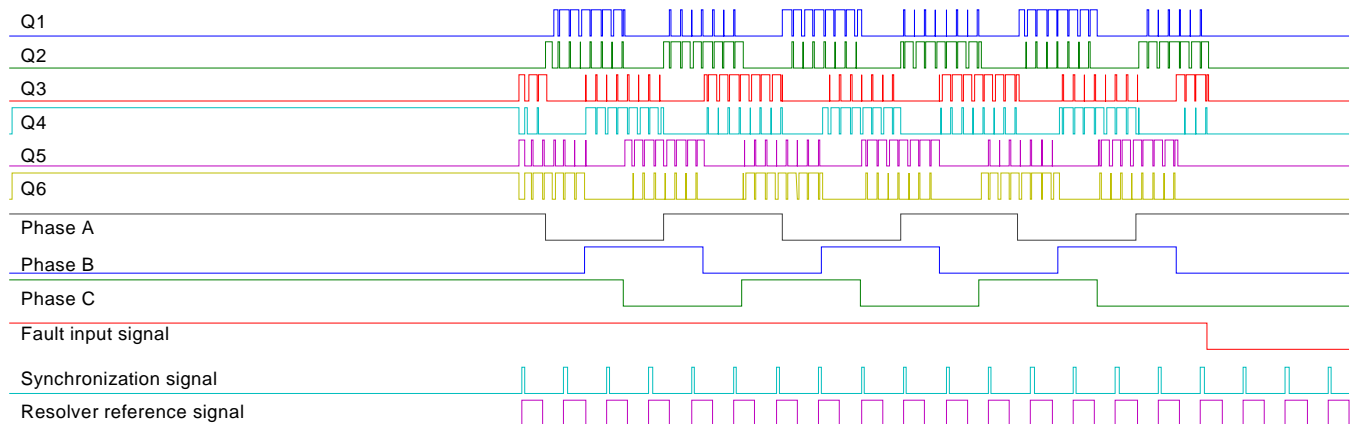 Q1
Q2
Q3
Q4
Q5
Q6
Phase A
Phase B
Phase C
Fault input signal
Synchronization signal
Resolver reference signal